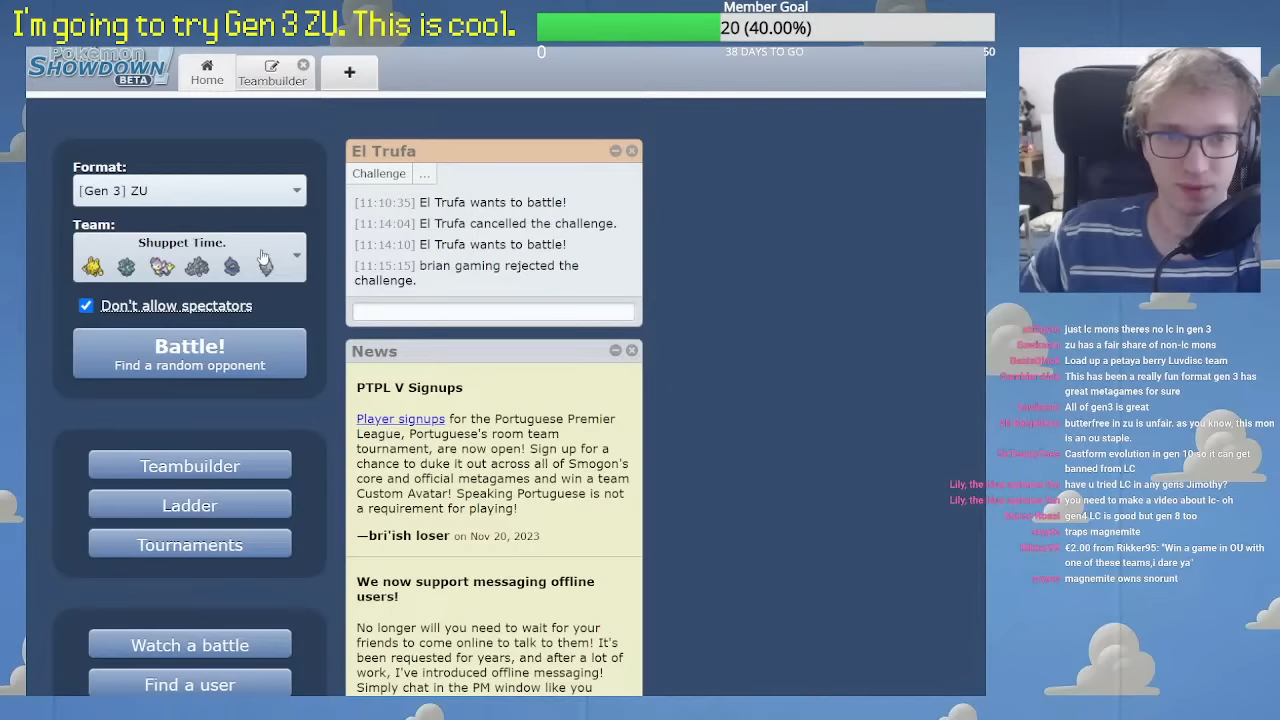 I'm going to try Gen 3 ZU. This is cool.
Member Goal
20 (40.00%)
0
38 DAYS TO GO
50
Pokémon
SHOWDOWN!
BETA
Home
Teambuilder
+
Format:
[Gen 3] ZU
Team:
Shuppet Time.
Don't allow spectators
Battle!
Find a random opponent
Teambuilder
Ladder
Tournaments
Watch a battle
Find a user
El Trufa
Challenge
...
[11:10:35] El Trufa wants to battle!
[11:14:04] El Trufa cancelled the challenge.
[11:14:10] El Trufa wants to battle!
[11:15:15] brian gaming rejected the
challenge.
News
PTPL V Signups
Player signups for the Portuguese Premier
League, Portuguese's room team
tournament, are now open! Sign up for a
chance to duke it out across all of Smogon's
core and official metagames and win a team
Custom Avatar! Speaking Portuguese is not
a requirement for playing!
—bri'ish loser on Nov 20, 2023
We now support messaging offline
users!
No longer will you need to wait for your
friends to come online to talk to them! It's
been requested for years, and after a lot of
work, I've introduced offline messaging!
Simply chat in the PM window like you
just lc mons theres no lc in gen 3
zu has a fair share of non-lc mons
Load up a petaya berry Luvdisc team
This has been a really fun format gen 3 has
great metagames for sure
All of gen3 is great
butterfree in zu is unfair. as you know, this mon
is an ou staple.
Castform evolution in gen 10 so it can get
banned from LC
Lily, the have you tried LC in any gens Jimothy?
Lily, the you need to make a video about lc- oh
gen4 LC is good but gen 8 too
traps magnemite
€2.00 from Rikker95: "Win a game in OU with
one of these teams,i dare ya"
magnemite owns snorunt